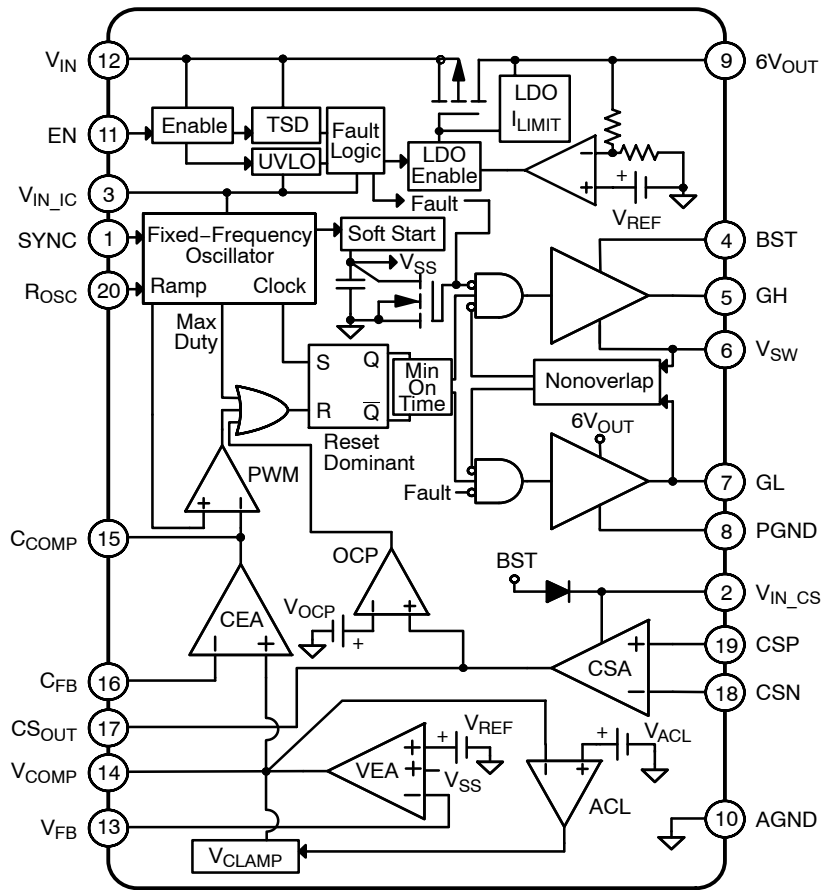 V_IN 12
9 6V_OUT
LDO
I_LIMIT
EN 11
Enable
TSD
Fault
Logic
UVLO
LDO
Enable
−
+
+
V_REF
V_IN_IC 3
Fault
SYNC 1
Fixed−Frequency
Oscillator
Ramp Clock
Soft Start
V_SS
4 BST
R_OSC 20
5 GH
Max
Duty
6 V_SW
S Q
R Q̅
Min
On
Time
Nonoverlap
Reset
Dominant
6V_OUT
PWM
+ −
Fault
7 GL
8 PGND
C_COMP 15
OCP
− +
V_OCP
+
BST
2 V_IN_CS
CEA
− +
CSA
+
−
19 CSP
18 CSN
C_FB 16
CS_OUT 17
V_COMP 14
VEA
+
+
−
+
V_REF
V_SS
+
V_ACL
− +
ACL
V_FB 13
V_CLAMP
10 AGND